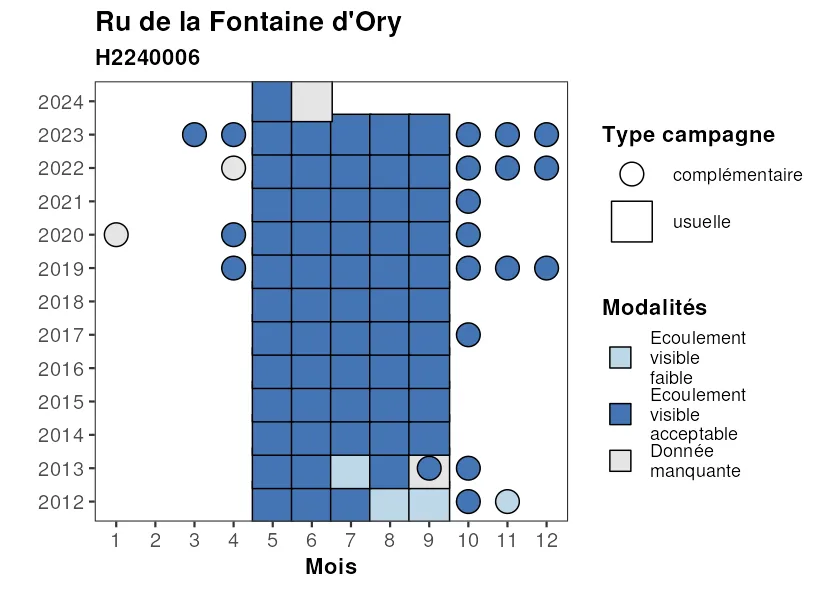 Ru de la Fontaine d'Ory
H2240006
2024
2023
2022
2021
2020
2019
2018
2017
2016
2015
2014
2013
2012
1 2 3 4 5 6 7 8 9 10 11 12
Mois
Type campagne
complémentaire
usuelle
Modalités
Ecoulement
visible
faible
Ecoulement
visible
acceptable
Donnée
manquante